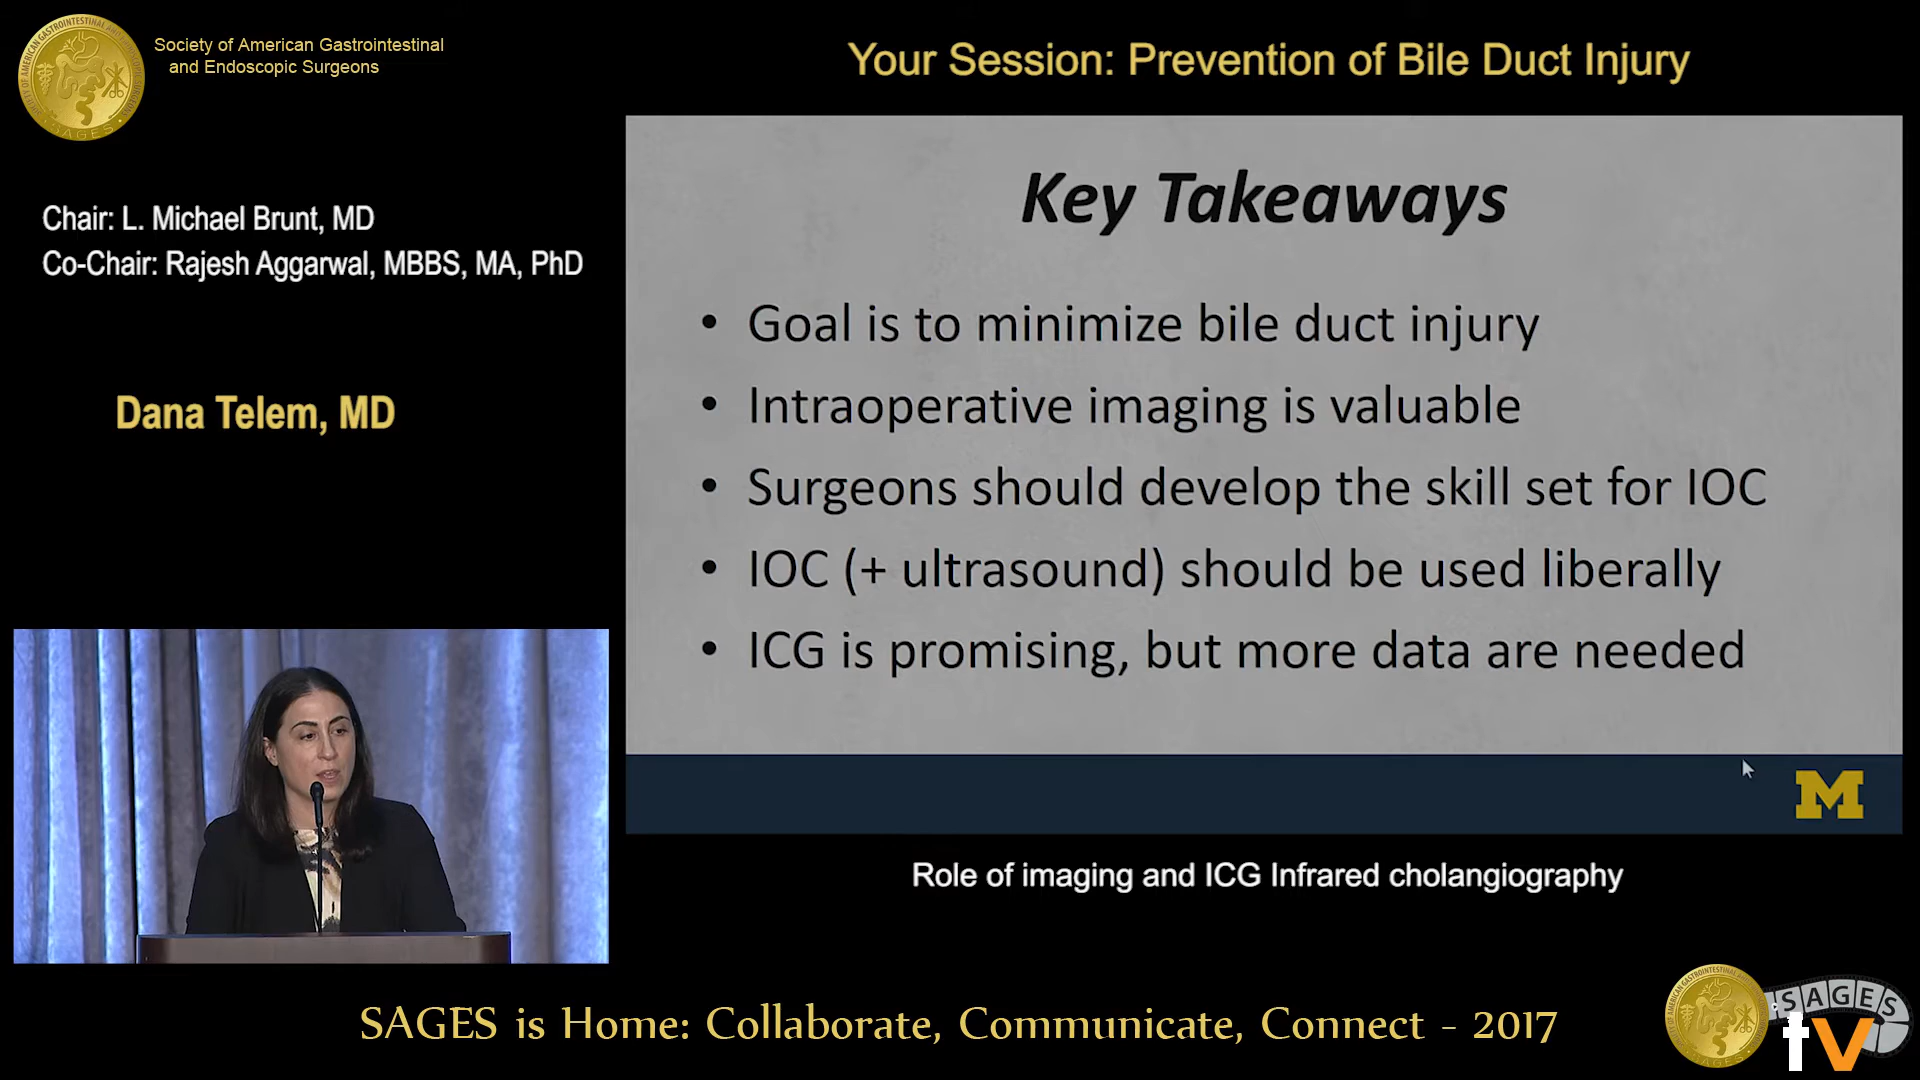 Society of American Gastrointestinal
and Endoscopic Surgeons
Your Session: Prevention of Bile Duct Injury
Chair: L. Michael Brunt, MD
Co-Chair: Rajesh Aggarwal, MBBS, MA, PhD
Dana Telem, MD
Key Takeaways
• Goal is to minimize bile duct injury
• Intraoperative imaging is valuable
• Surgeons should develop the skill set for IOC
• IOC (+ ultrasound) should be used liberally
• ICG is promising, but more data are needed
M
Role of imaging and ICG Infrared cholangiography
SAGES is Home: Collaborate, Communicate, Connect - 2017
SAGES
tv